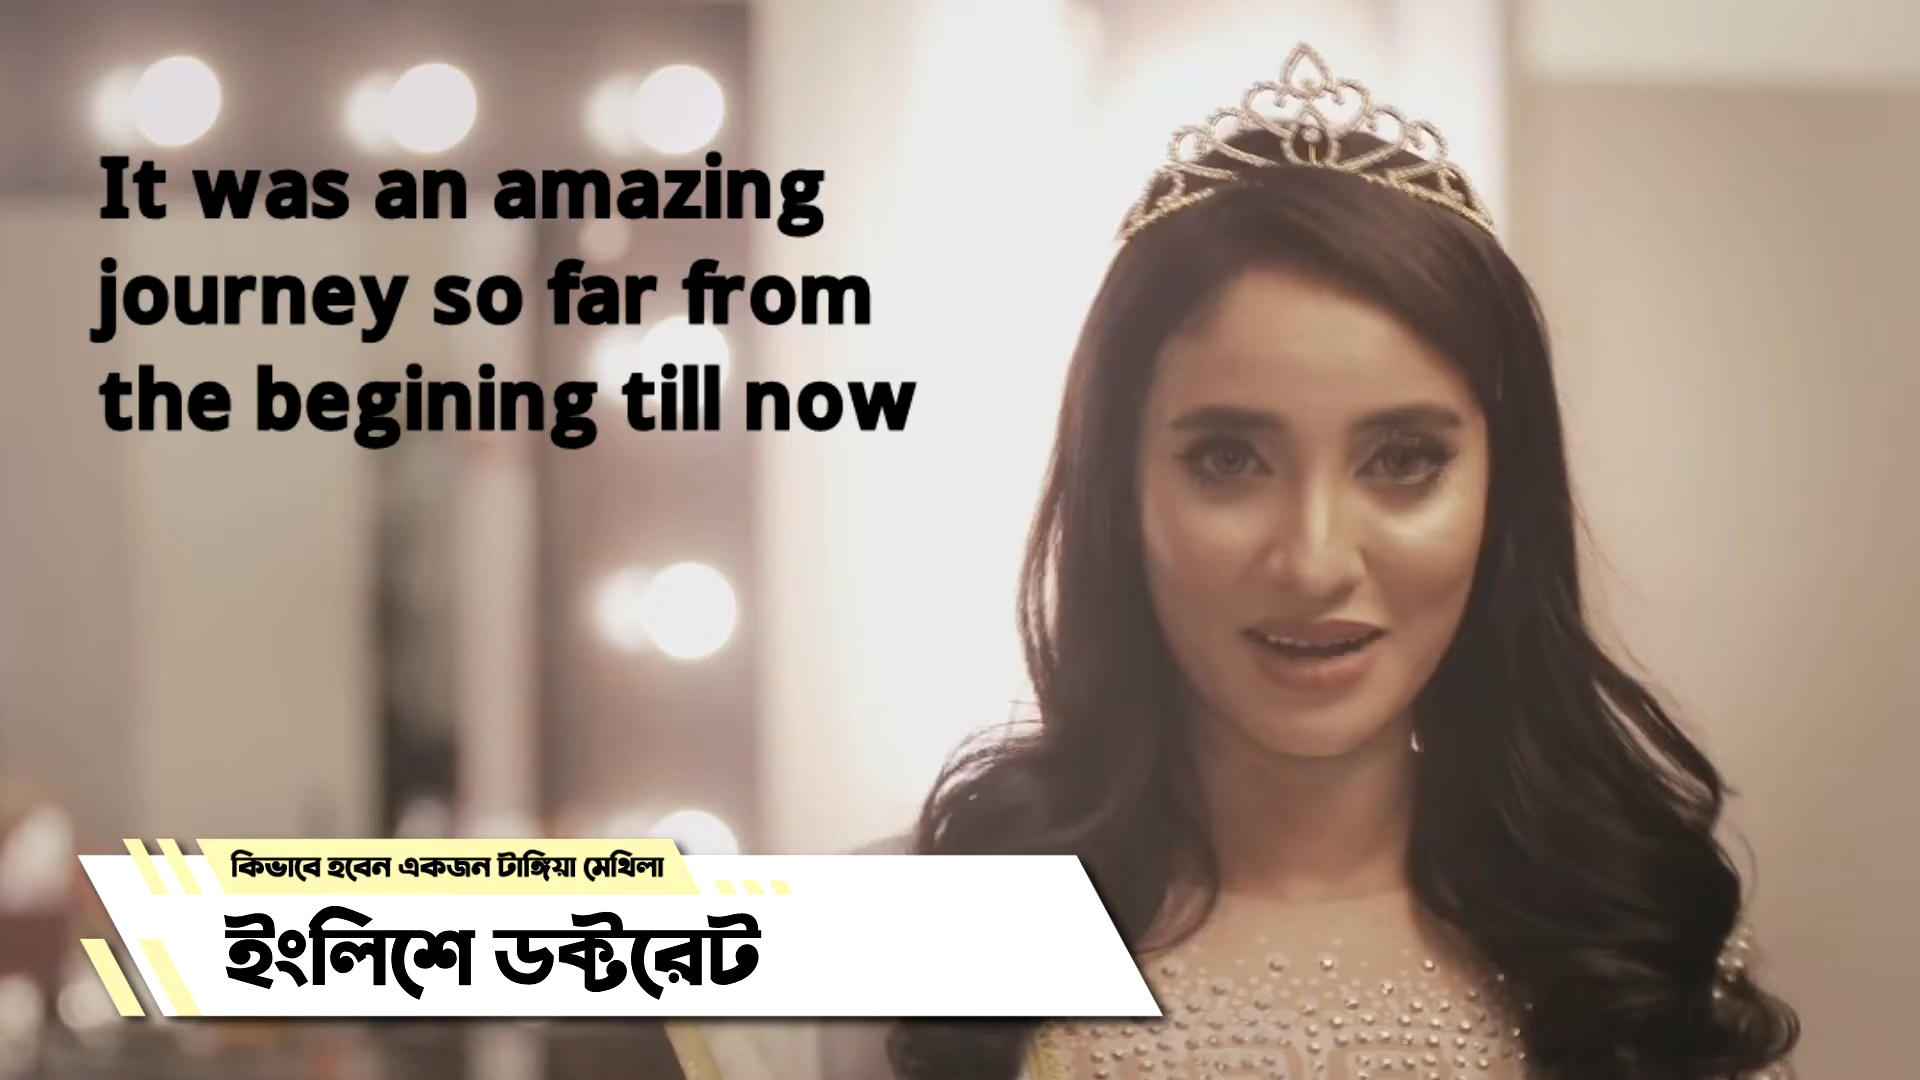 It was an amazing
journey so far from
the begining till now
কিভাবে হবেন একজন টাঙ্গিয়া মেথিলা
ইংলিশে ডক্টরেট